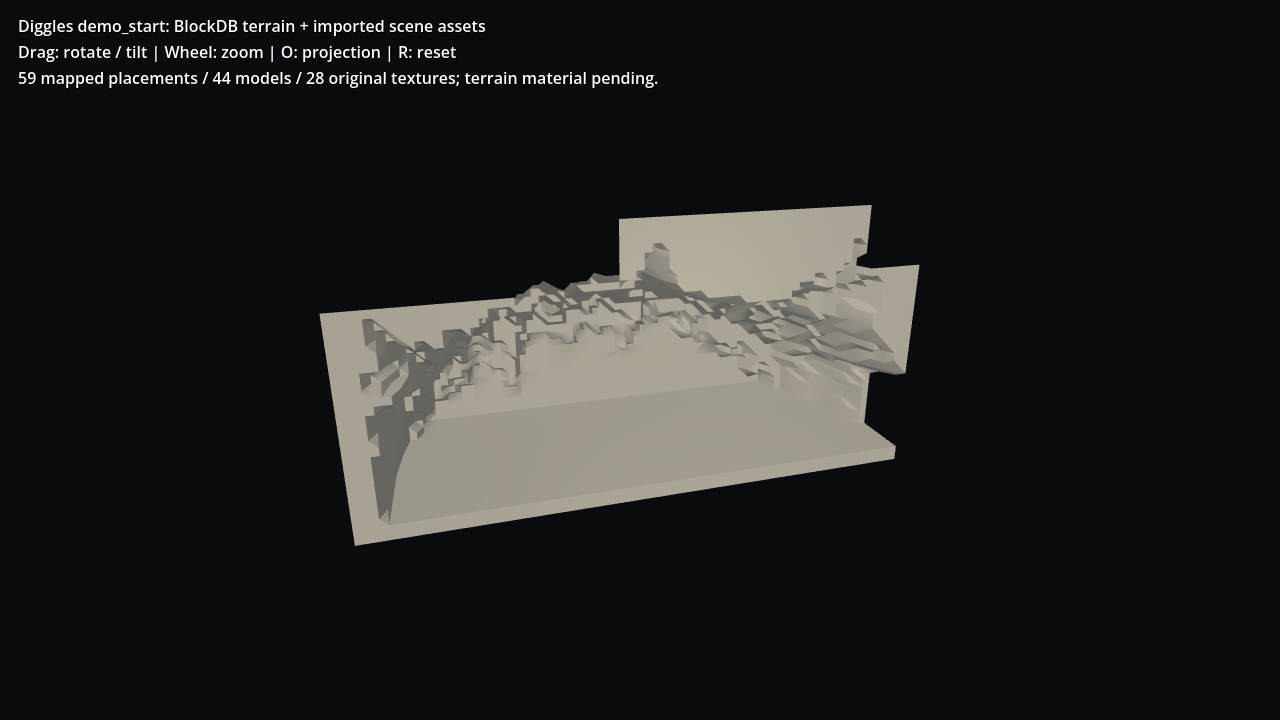 Diggles demo_start: BlockDB terrain + imported scene assets
Drag: rotate / tilt | Wheel: zoom | O: projection | R: reset
59 mapped placements / 44 models / 28 original textures; terrain material pending.